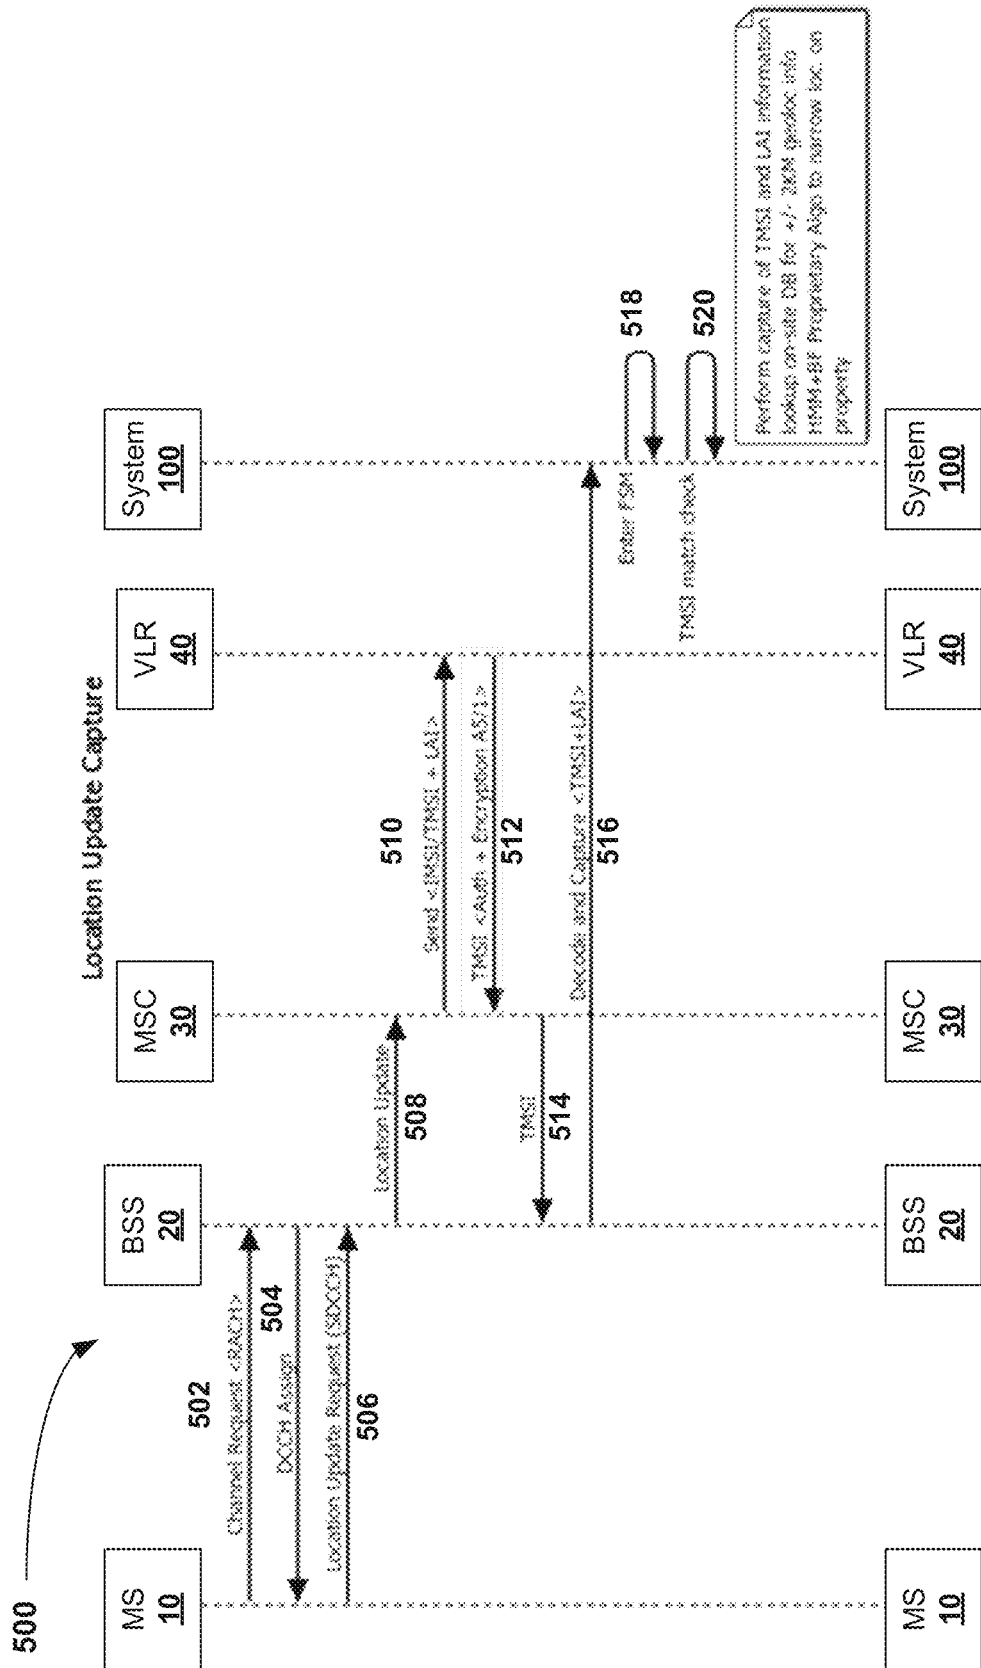 500
Location Update Capture
MS
10
BSS
20
MSC
30
VLR
40
System
100
502
Channel Request <RACH>
504
DCCH Assign
Location Update Request (SDCCH)
506
Location Update
508
Send <IMSI/TMSI + LAI>
510
TMSI <Auth + Encryption A5/1>
512
TMSI
514
Decode and Capture <TMSI+LAI>
516
Enter FSM
518
TMSI match check
520
Perform capture of TMSI and LAI information
lookup on-site DB for +/- 2KM geoloc info
HMM+BF Proprietary Algo to narrow loc. on
property
MS
10
BSS
20
MSC
30
VLR
40
System
100